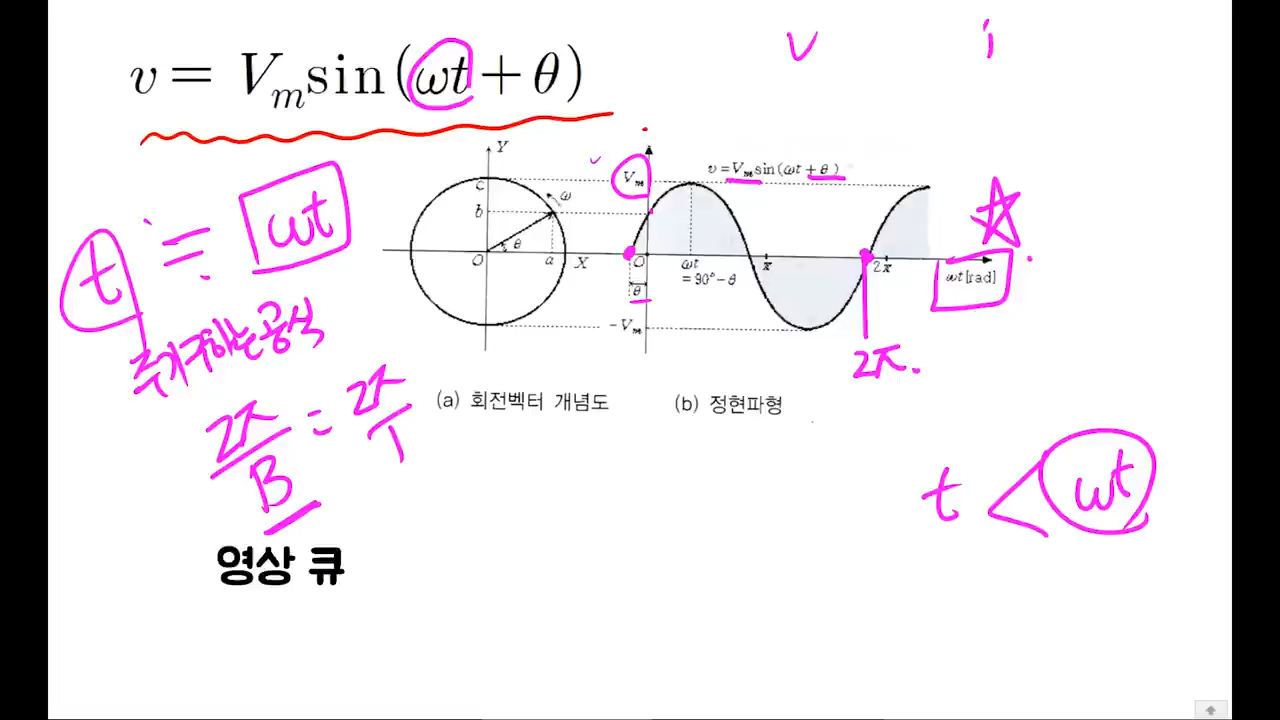 v = V_m sin(ωt + θ)
v i
Y
c
b
ω
θ
O a X
V_m
v = V_m sin(ωt + θ)
O
θ
ωt
= 90° - θ
π
2π
ωt [rad]
-V_m
2π.
t = ωt
주기구하는공식
2π/B = 2π/1
(a) 회전벡터 개념도
(b) 정현파형
t < ωt
영상 큐